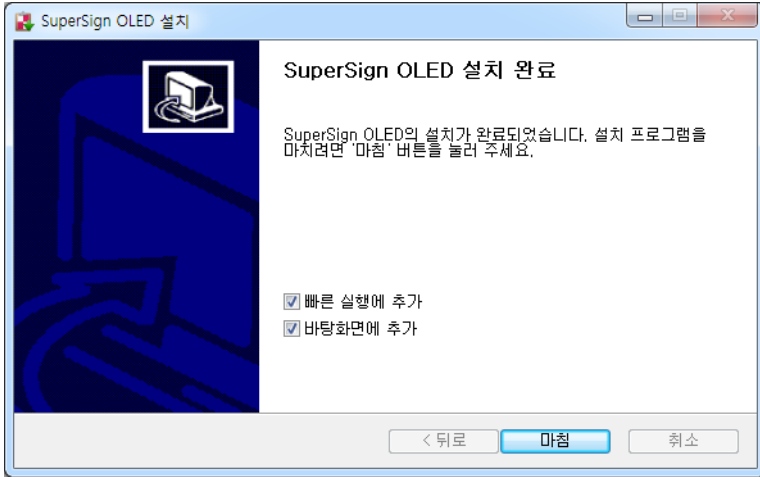 SuperSign OLED 설치
SuperSign OLED 설치 완료
SuperSign OLED의 설치가 완료되었습니다. 설치 프로그램을
마치려면 '마침' 버튼을 눌러 주세요.
빠른 실행에 추가
바탕화면에 추가
< 뒤로
마침
취소